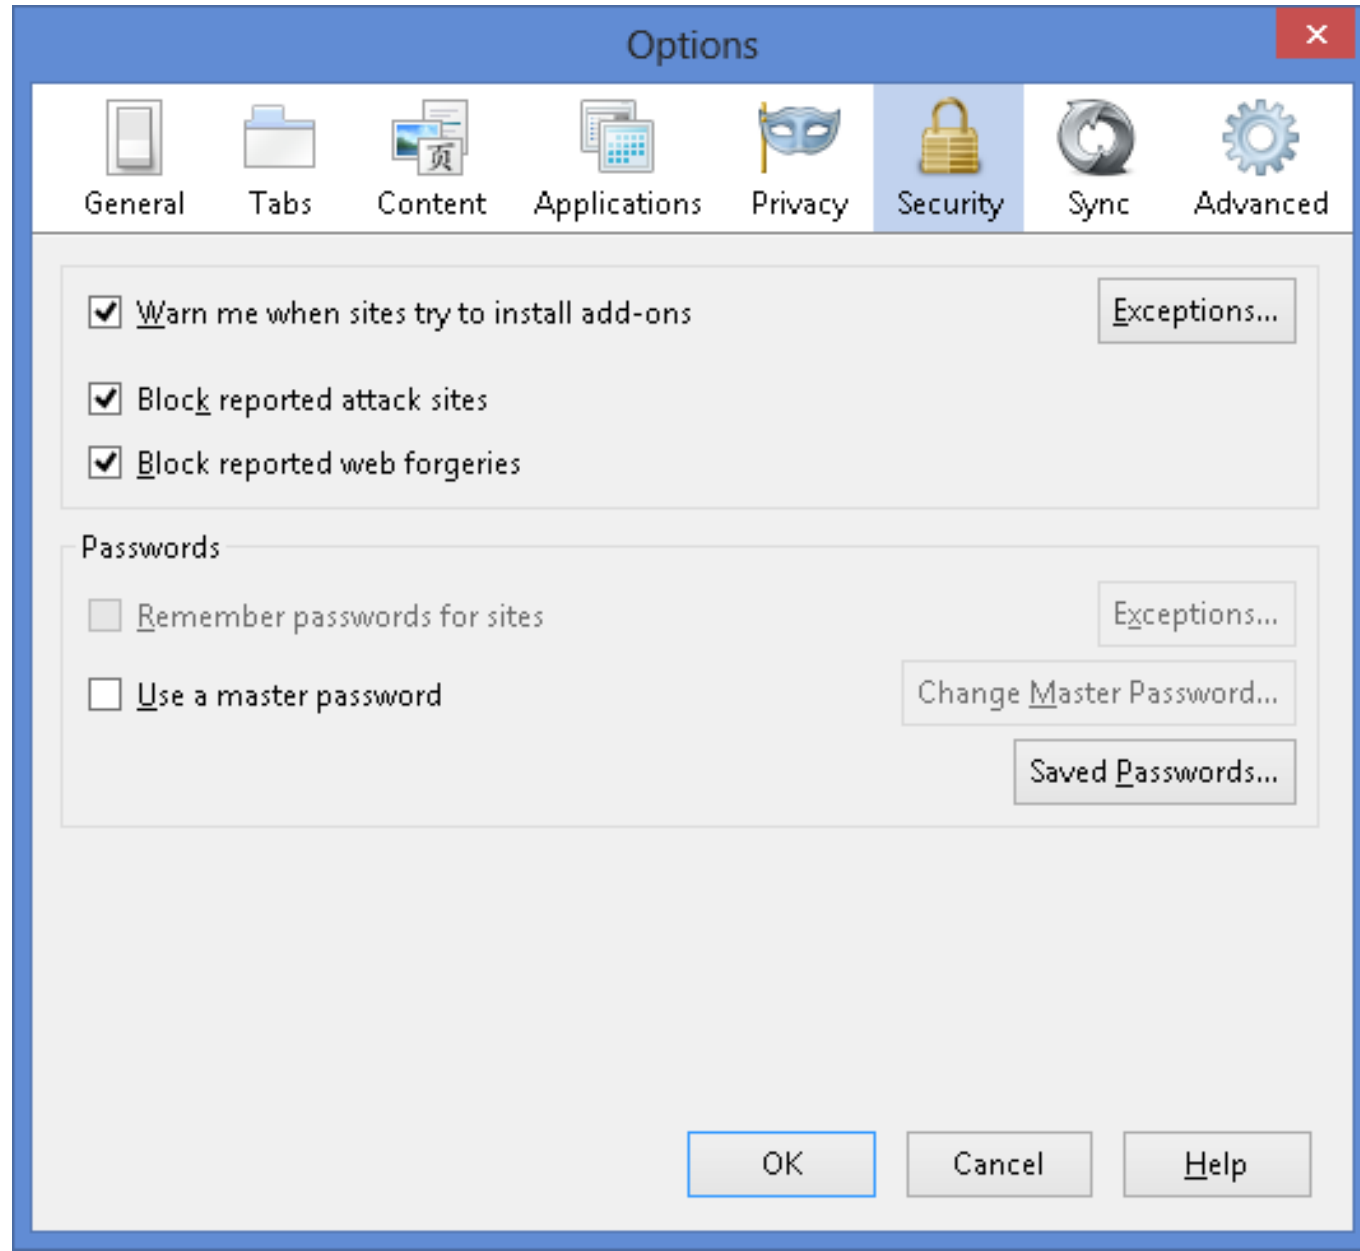 Options
General Tabs Content Applications Privacy Security Sync Advanced
页
Warn me when sites try to install add-ons Exceptions...
Block reported attack sites
Block reported web forgeries
Passwords
Remember passwords for sites Exceptions...
Use a master password Change Master Password...
Saved Passwords...
OK Cancel Help